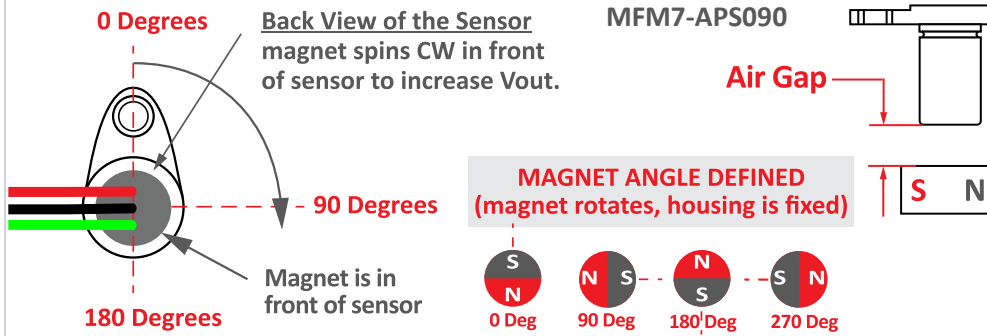 0 Degrees
Back View of the Sensor
magnet spins CW in front
of sensor to increase Vout.
MFM7-APS090
Air Gap
S N
90 Degrees
MAGNET ANGLE DEFINED
(magnet rotates, housing is fixed)
Magnet is in
front of sensor
180 Degrees
S
N
N S
N
S
S N
0 Deg
90 Deg
180 Deg
270 Deg